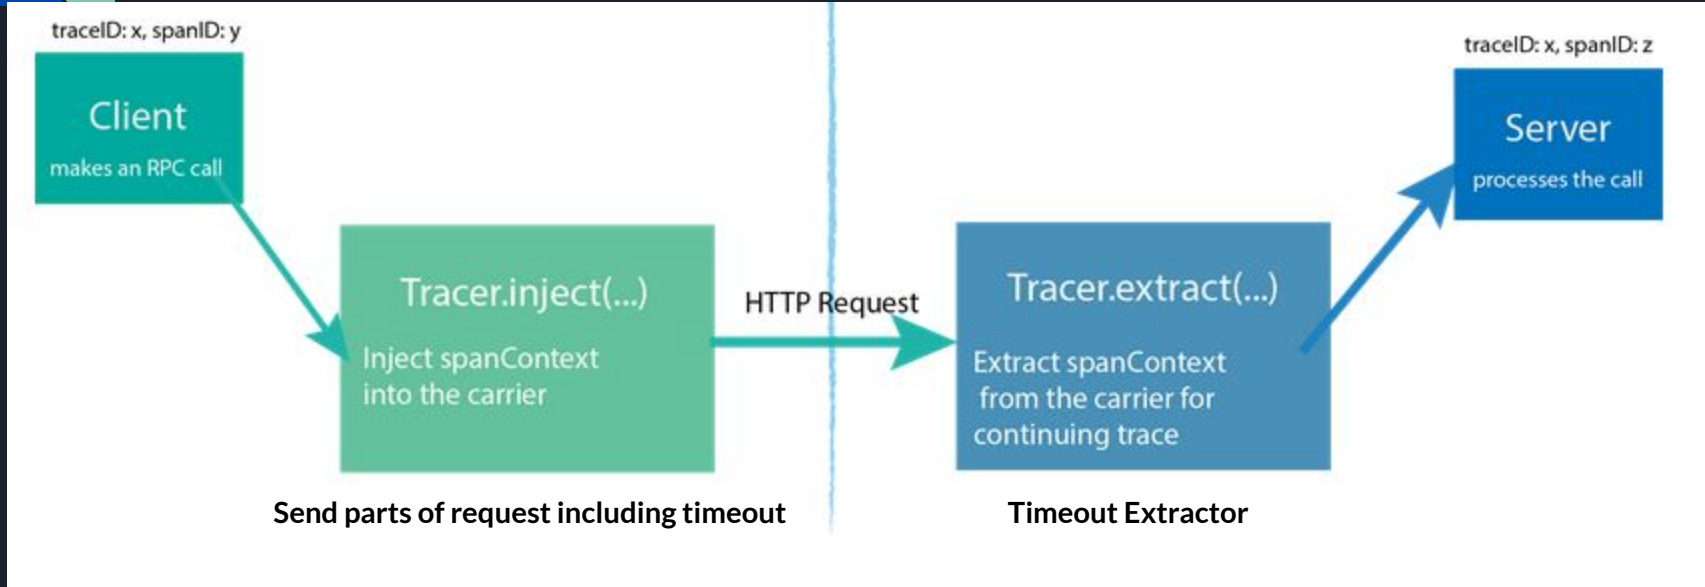 traceID: x, spanID: y
Client
makes an RPC call
Tracer.inject(...)
Inject spanContext
into the carrier
Send parts of request including timeout
HTTP Request
Tracer.extract(...)
Extract spanContext
from the carrier for
continuing trace
Timeout Extractor
traceID: x, spanID: z
Server
processes the call